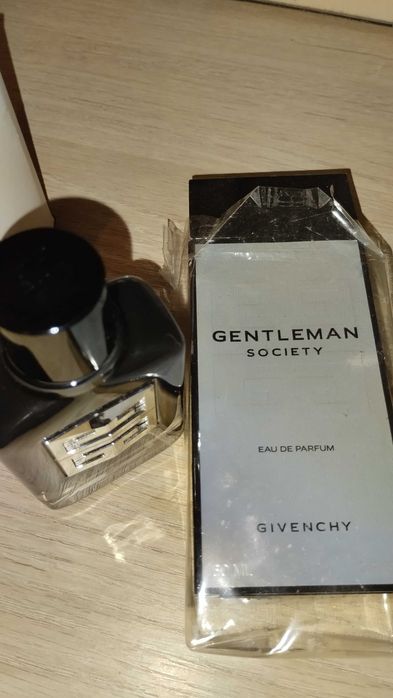 GENTLEMAN
SOCIETY
EAU DE PARFUM
GIVENCHY